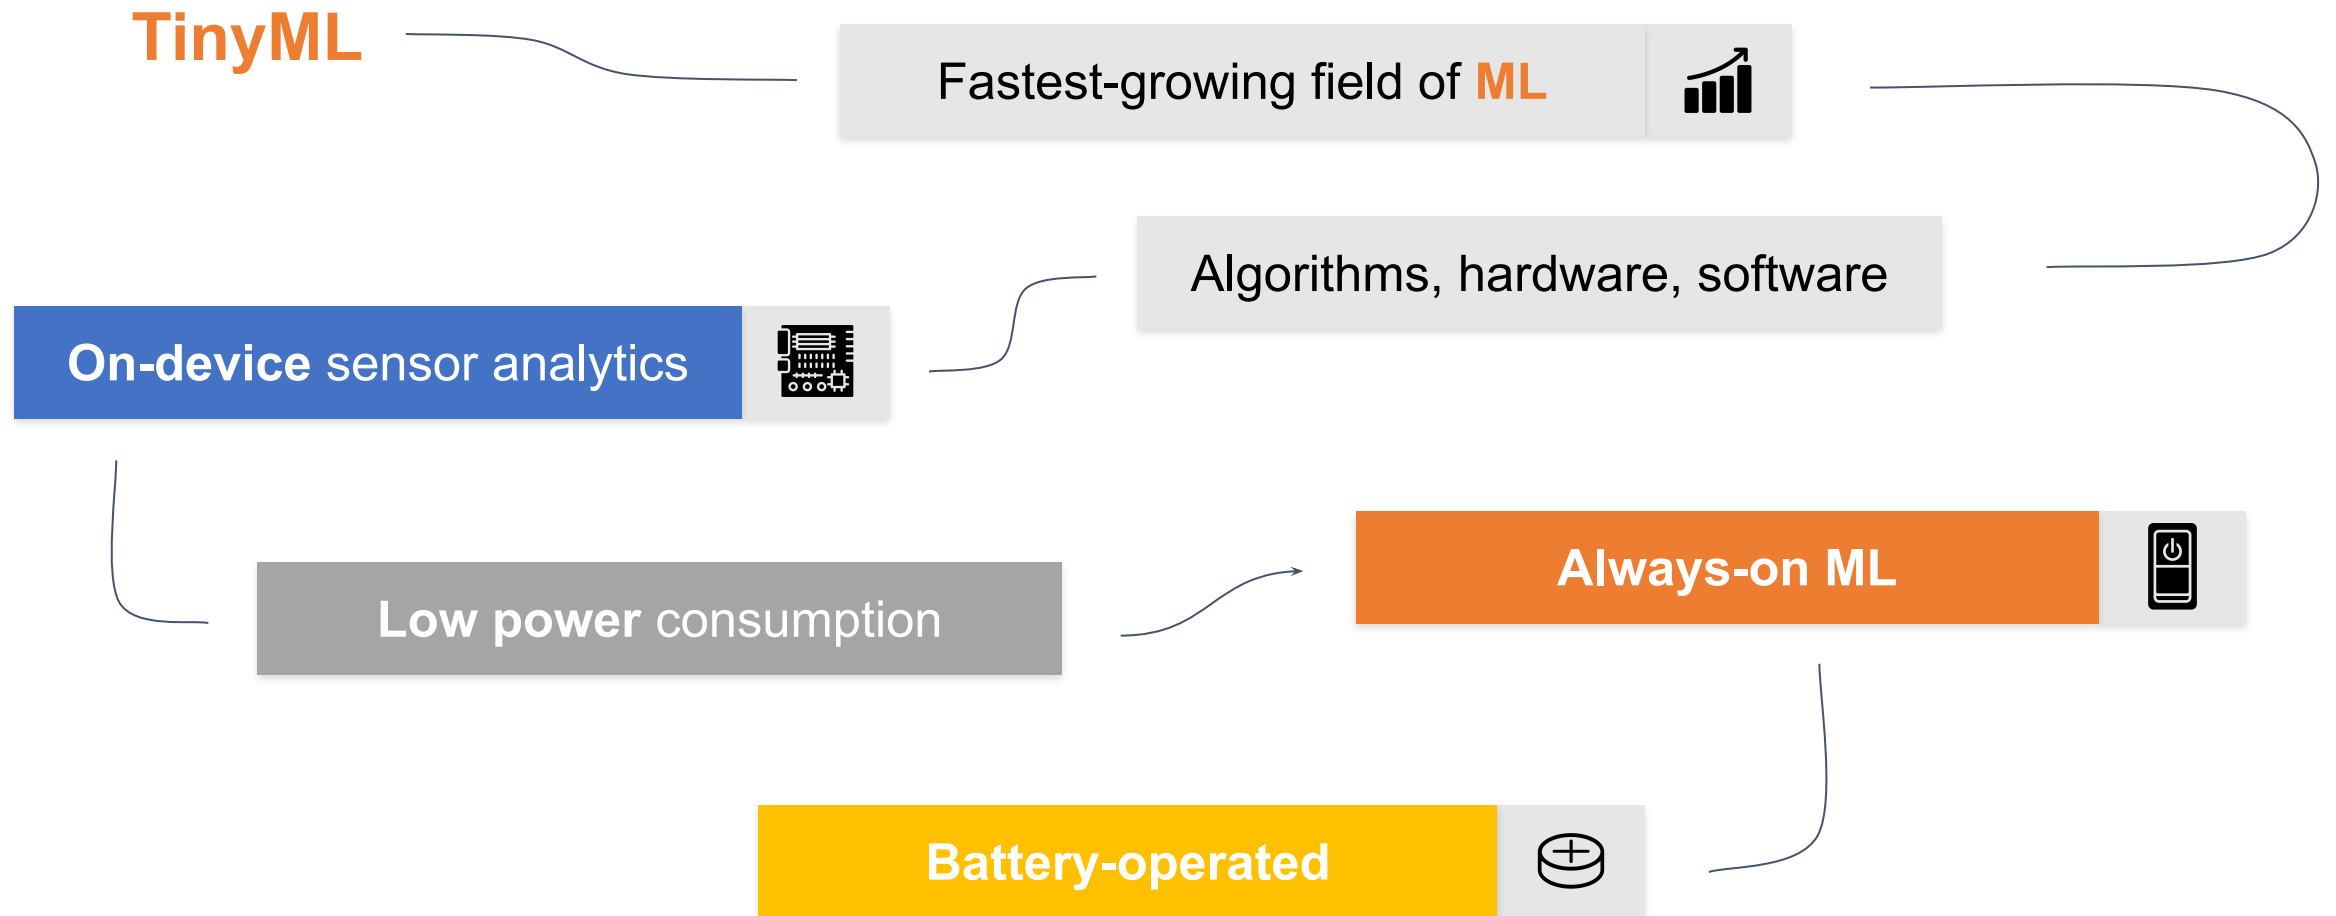 TinyML
Fastest-growing field of ML
Algorithms, hardware, software
On-device sensor analytics
Low power consumption
Always-on ML
Battery-operated